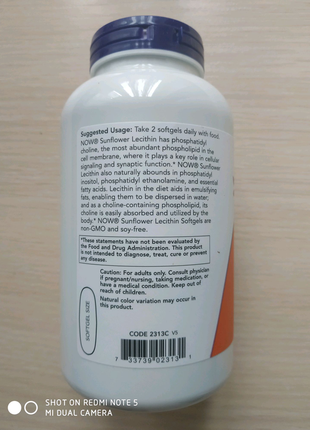 Suggested Usage: Take 2 softgels daily with food.
NOW® Sunflower Lecithin has phosphatidyl
choline, the most abundant phospholipid in the
cell membrane, where it plays a key role in cellular
signaling and synaptic function.* NOW® Sunflower
Lecithin also naturally abounds in phosphatidyl
inositol, phosphatidyl ethanolamine, and essential
fatty acids. Lecithin in the diet aids in emulsifying
fats, enabling them to be dispersed in water;
and as a choline-containing phospholipid, its
choline is easily absorbed and utilized by the
body.* NOW® Sunflower Lecithin Softgels are
non-GMO and soy-free.
*These statements have not been evaluated by
the Food and Drug Administration. This product
is not intended to diagnose, treat, cure or prevent
any disease.
Caution: For adults only. Consult physician
if pregnant/nursing, taking medication, or
have a medical condition. Keep out of
reach of children.
Natural color variation may occur in
this product.
SOFTGEL SIZE
CODE 2313C V5
7 33739 02313 1
SHOT ON REDMI NOTE 5
MI DUAL CAMERA